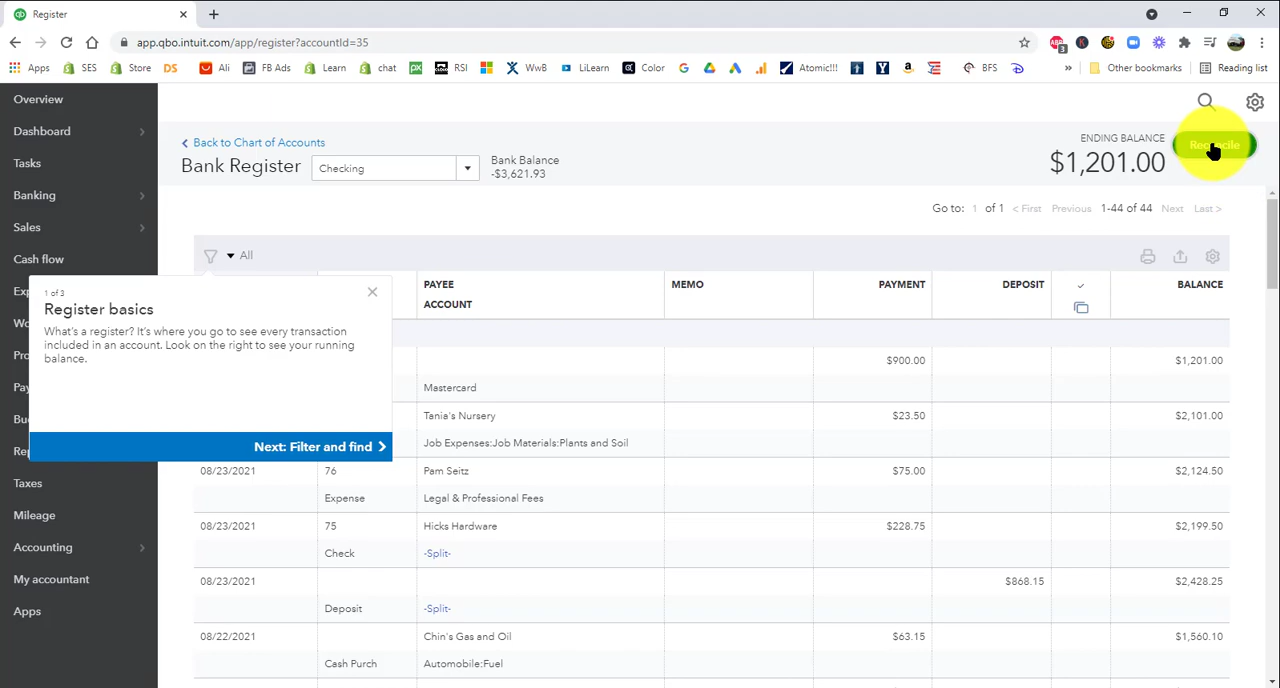 Register
app.qbo.intuit.com/app/register?accountId=35
Apps SES Store DS Ali FB Ads Learn chat RSI WwB LiLearn Color Atomic!!! BFS » Other bookmarks Reading list
Overview
Dashboard
Tasks
Banking
Sales
Cash flow
Taxes
Mileage
Accounting
My accountant
Apps
Back to Chart of Accounts
Bank Register
Checking
Bank Balance
-$3,621.93
ENDING BALANCE
$1,201.00
Reconcile
Go to: 1 of 1 < First Previous 1-44 of 44 Next Last >
All
1 of 3
Register basics
What's a register? It's where you go to see every transaction
included in an account. Look on the right to see your running
balance.
Next: Filter and find
PAYEE MEMO PAYMENT DEPOSIT ✓ BALANCE
ACCOUNT
$900.00 $1,201.00
Mastercard
Tania's Nursery $23.50 $2,101.00
Job Expenses:Job Materials:Plants and Soil
08/23/2021 76 Pam Seitz $75.00 $2,124.50
Expense Legal & Professional Fees
08/23/2021 75 Hicks Hardware $228.75 $2,199.50
Check -Split-
08/23/2021 $868.15 $2,428.25
Deposit -Split-
08/22/2021 Chin's Gas and Oil $63.15 $1,560.10
Cash Purch Automobile:Fuel